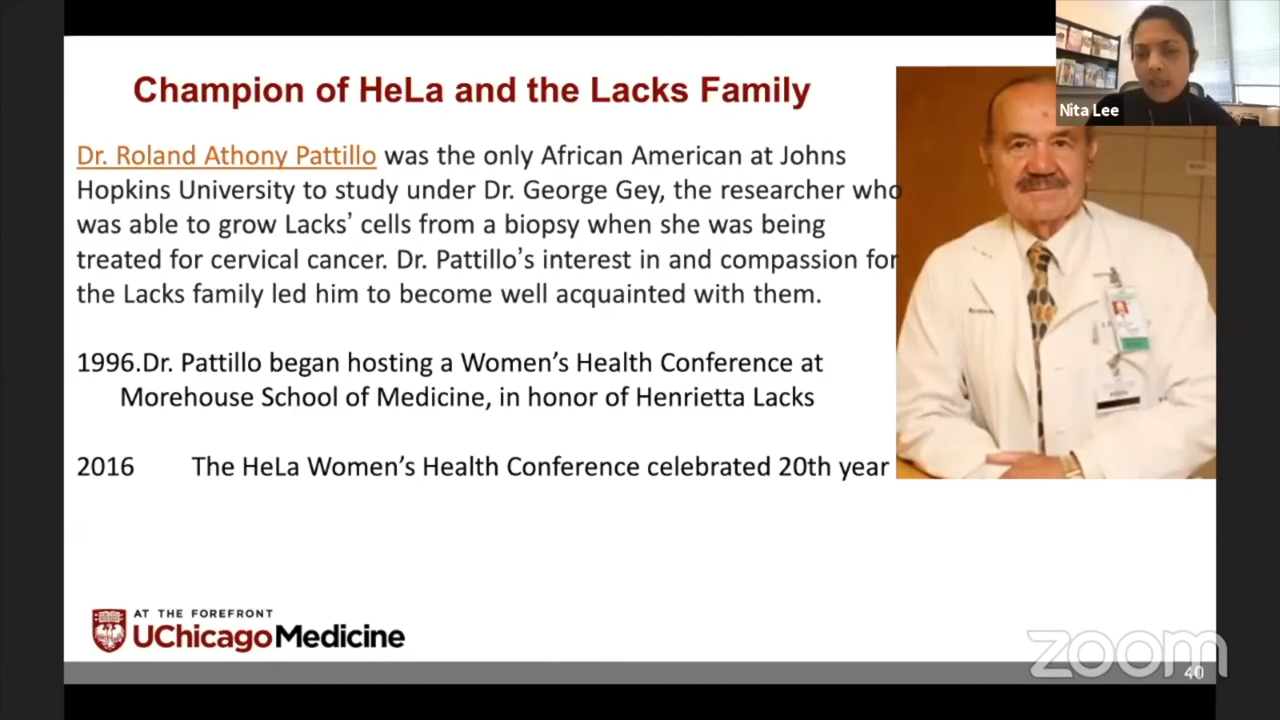 Champion of HeLa and the Lacks Family
Nita Lee
Dr. Roland Athony Pattillo was the only African American at Johns
Hopkins University to study under Dr. George Gey, the researcher who
was able to grow Lacks’ cells from a biopsy when she was being
treated for cervical cancer. Dr. Pattillo’s interest in and compassion for
the Lacks family led him to become well acquainted with them.
1996.Dr. Pattillo began hosting a Women’s Health Conference at
Morehouse School of Medicine, in honor of Henrietta Lacks
2016 The HeLa Women’s Health Conference celebrated 20th year
AT THE FOREFRONT
UChicago Medicine
zoom
40